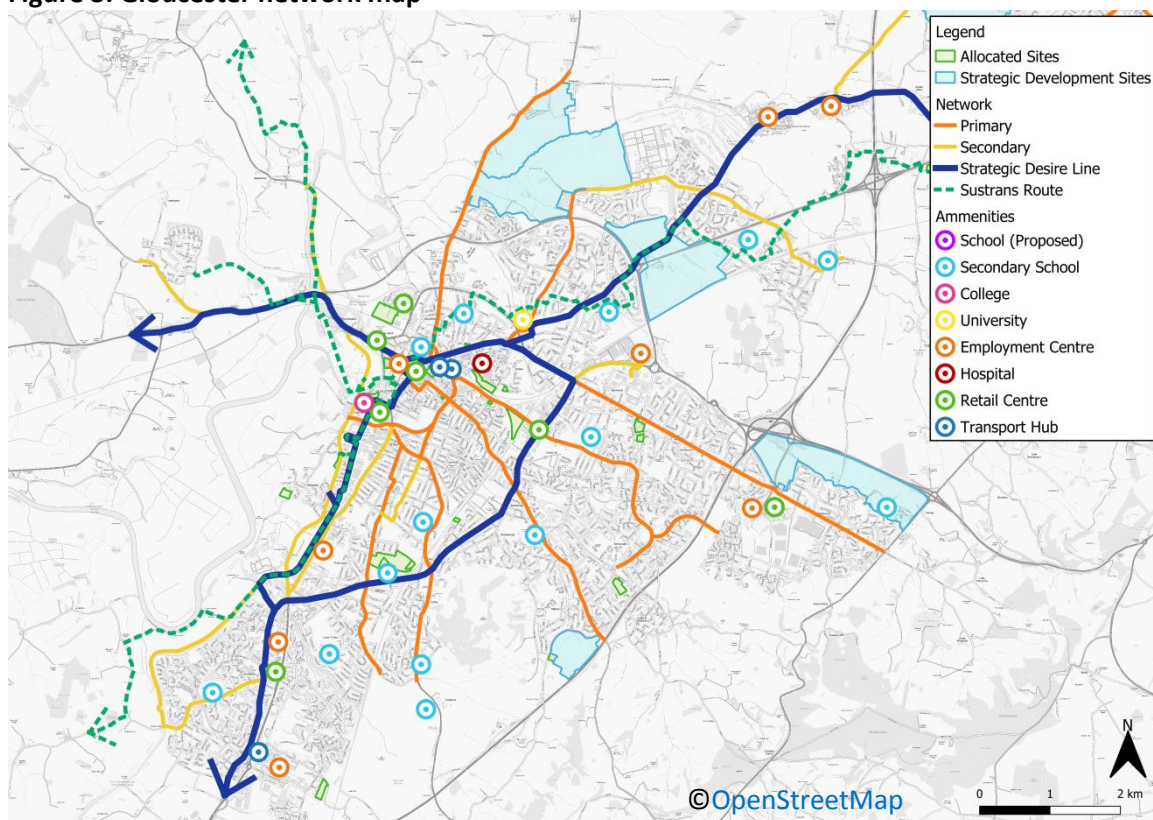 Figure 3: Gloucester network map
Legend
Allocated Sites
Strategic Development Sites
Network
Primary
Secondary
Strategic Desire Line
Sustrans Route
Ammenities
School (Proposed)
Secondary School
College
University
Employment Centre
Hospital
Retail Centre
Transport Hub
N
0 1 2 km
©OpenStreetMap